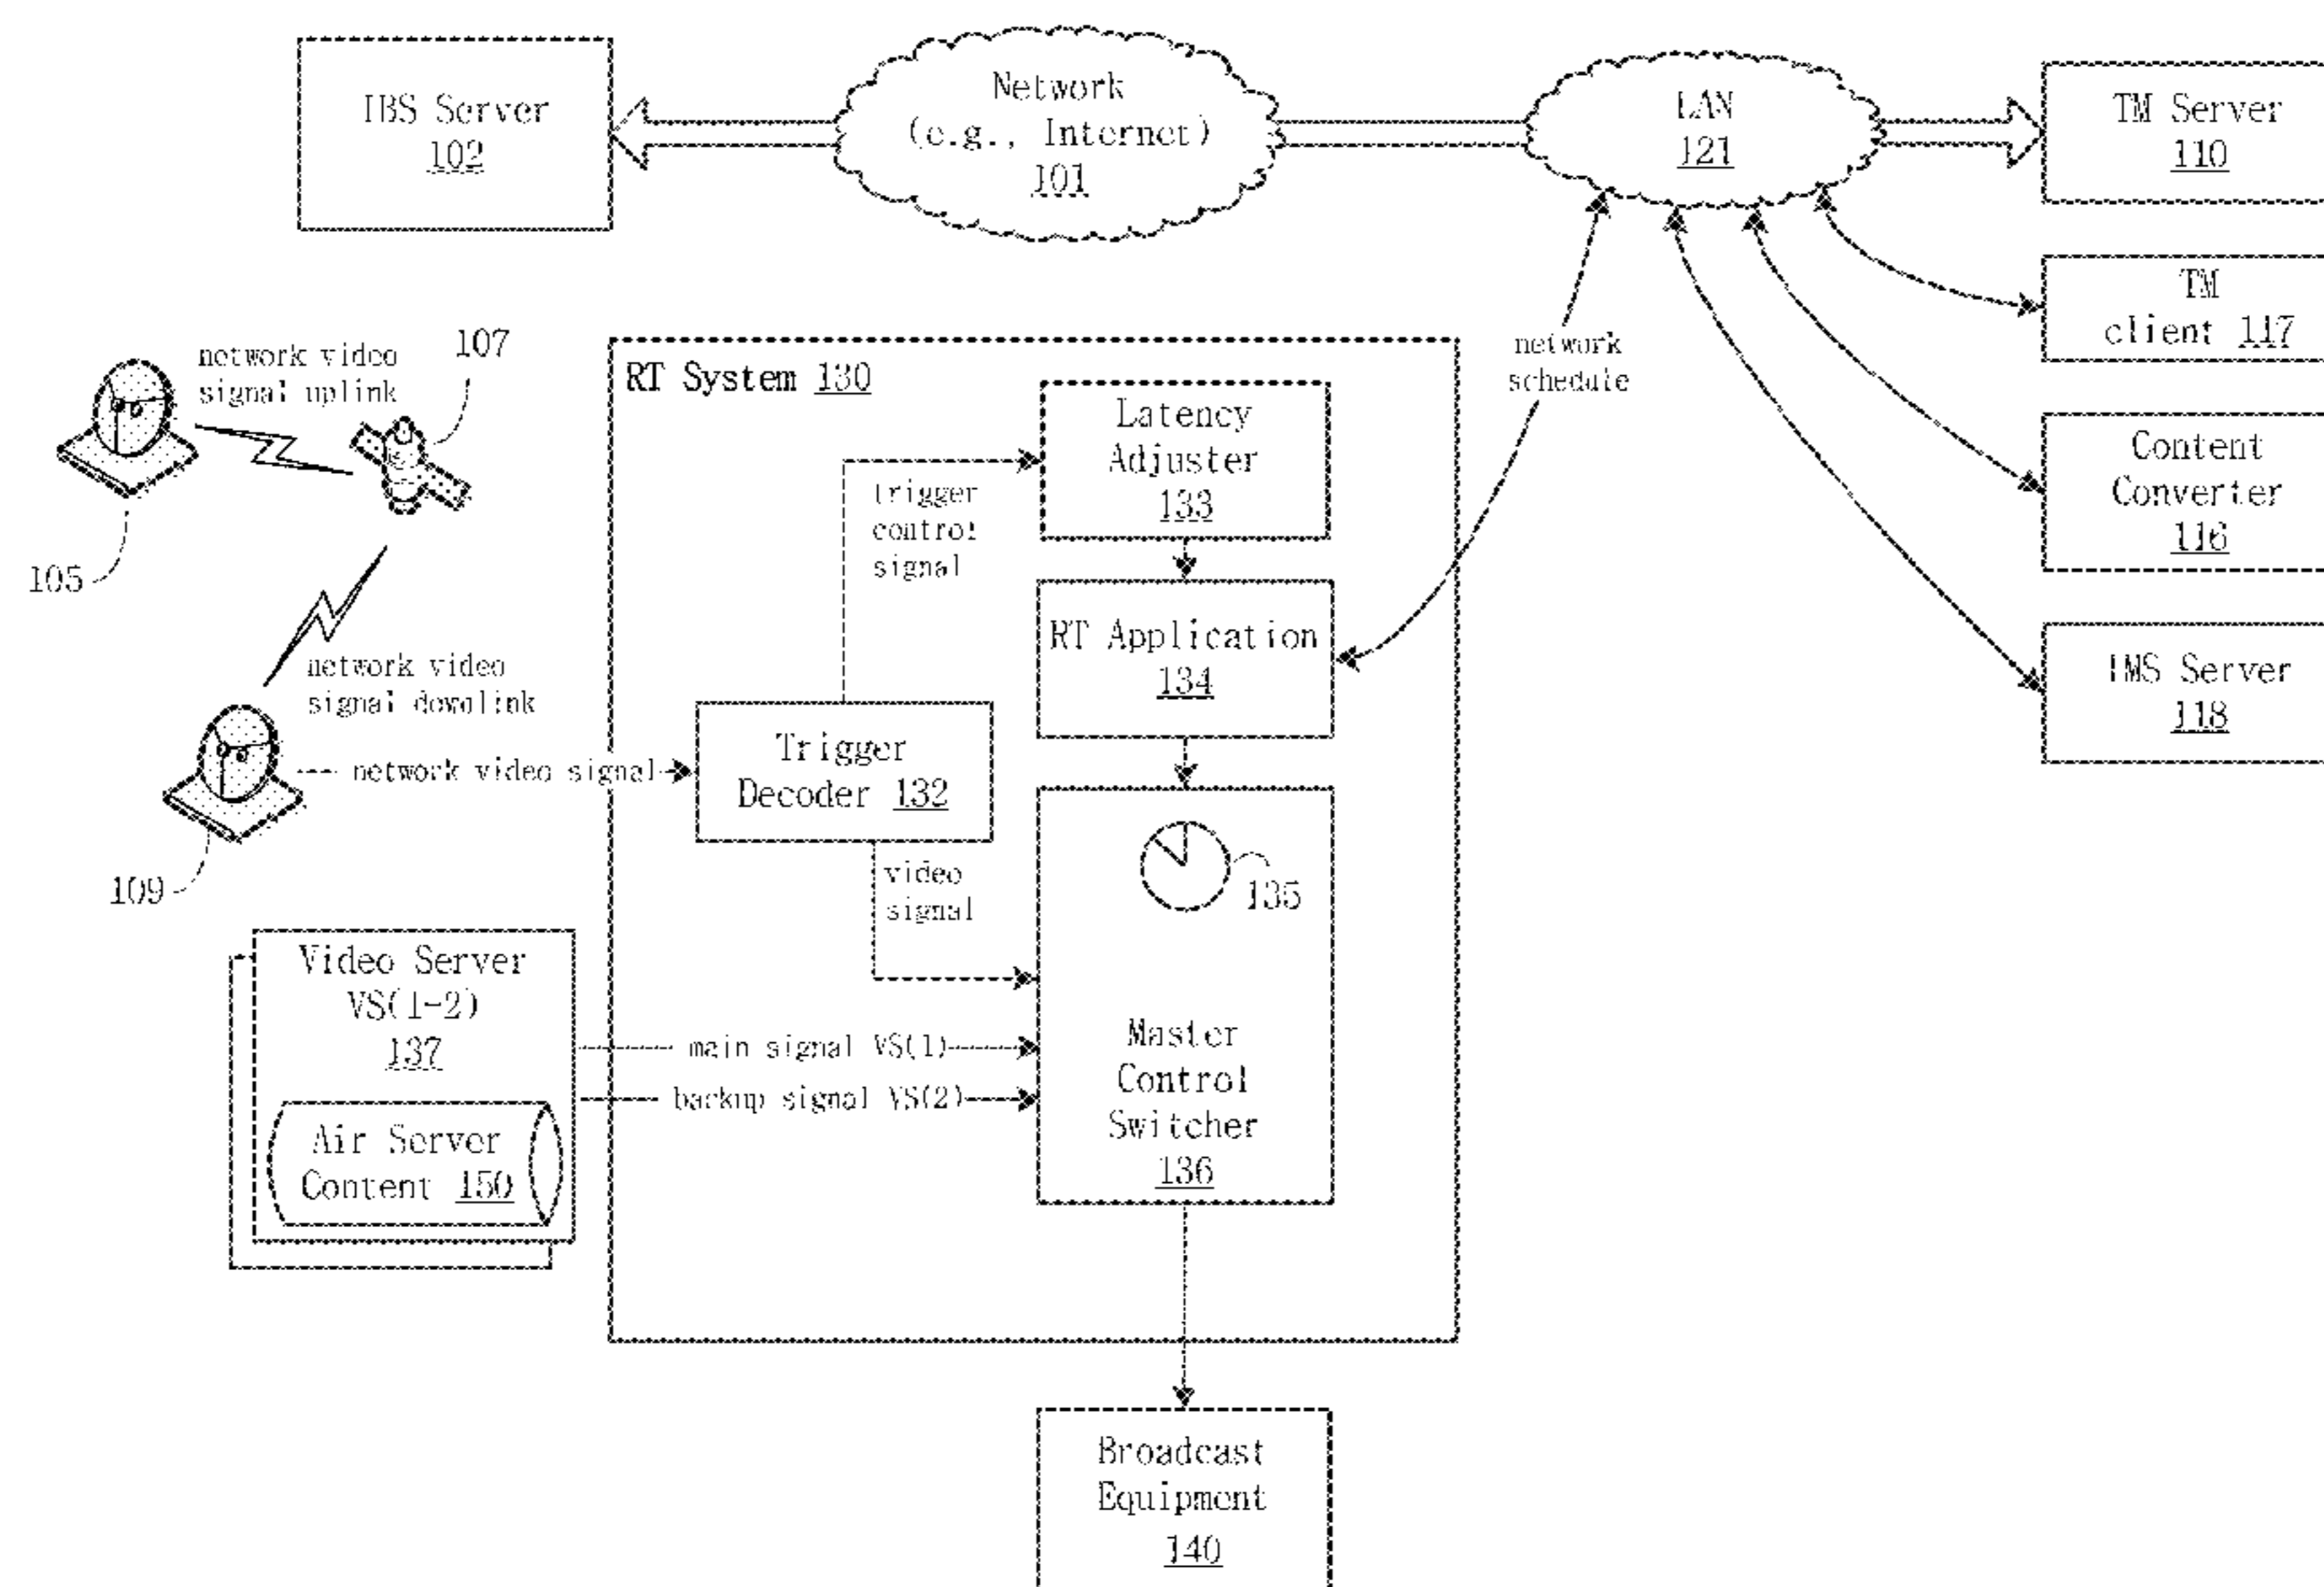 IBS Server
102
Network
(e.g., Internet)
101
LAN
121
TM Server
110
TM
client 117
Content
Converter
116
IMS Server
118
network
schedule
network video
signal uplink
107
105
network video
signal downlink
109
network video signal
RT System 130
Latency
Adjuster
133
trigger
control
signal
RT Application
134
Trigger
Decoder 132
video
signal
135
Master
Control
Switcher
136
Video Server
VS(1-2)
137
Air Server
Content 150
main signal VS(1)
backup signal VS(2)
Broadcast
Equipment
140